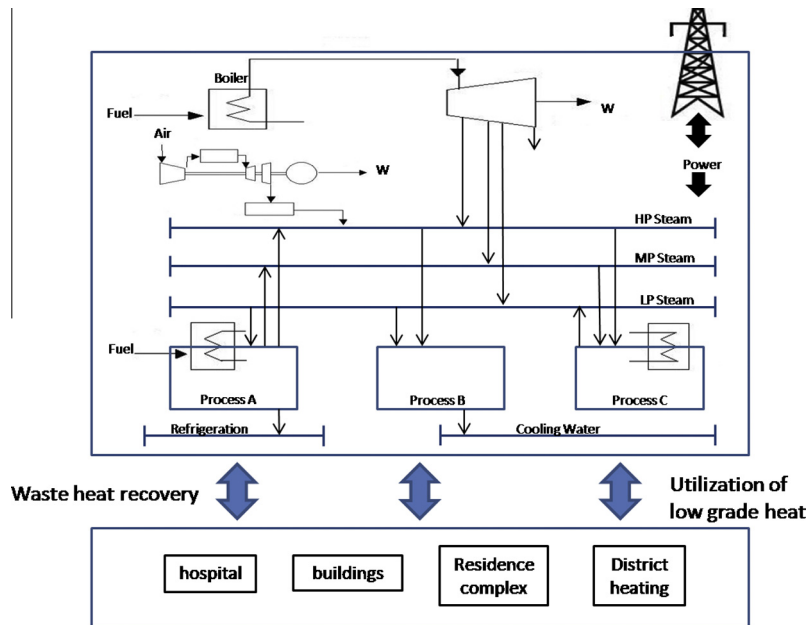 Boiler
Fuel
W
Air
W
Power
HP Steam
MP Steam
LP Steam
Fuel
Process A
Process B
Process C
Refrigeration
Cooling Water
Waste heat recovery
Utilization of
low grade heat
hospital
buildings
Residence
complex
District
heating